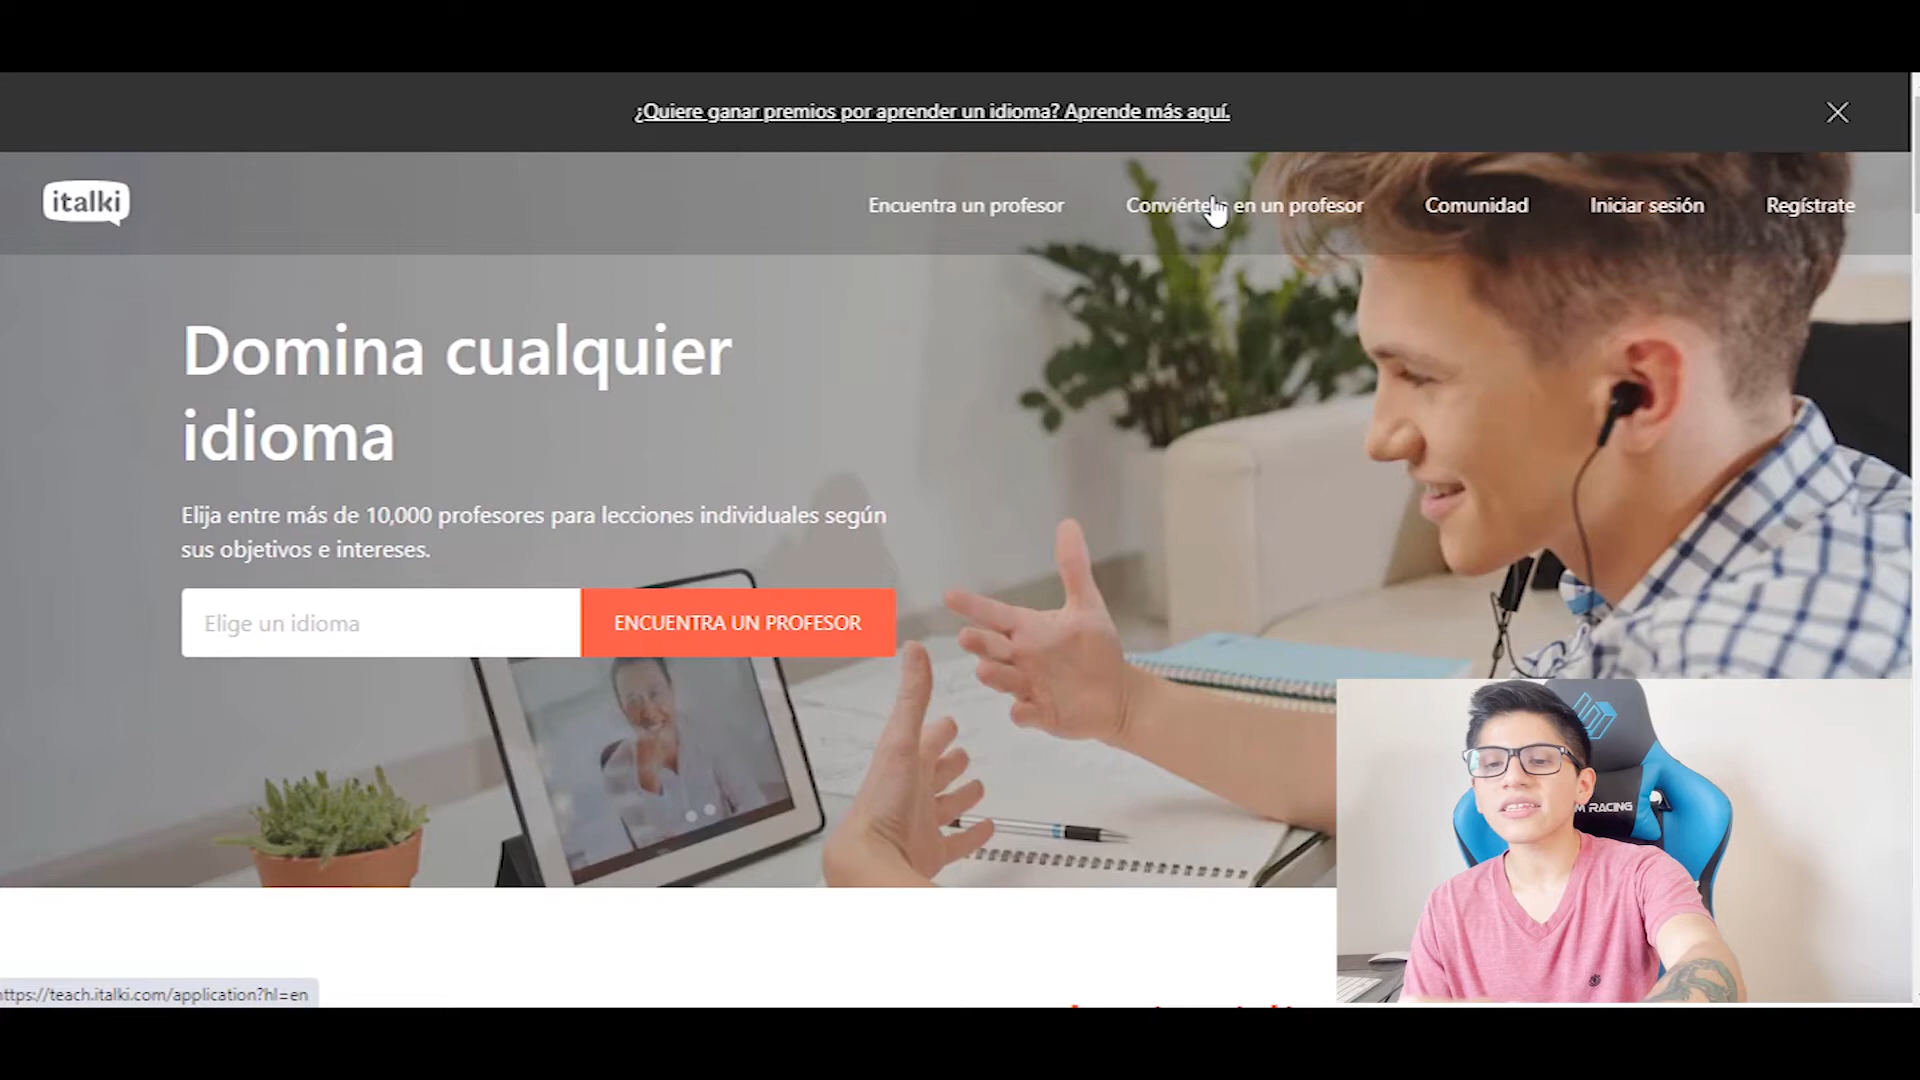 ¿Quiere ganar premios por aprender un idioma? Aprende más aquí.
italki
Encuentra un profesor
Conviértete en un profesor
Comunidad
Iniciar sesión
Regístrate
Domina cualquier
idioma
Elija entre más de 10,000 profesores para lecciones individuales según
sus objetivos e intereses.
Elige un idioma
ENCUENTRA UN PROFESOR
M RACING
https://teach.italki.com/application?hl=en